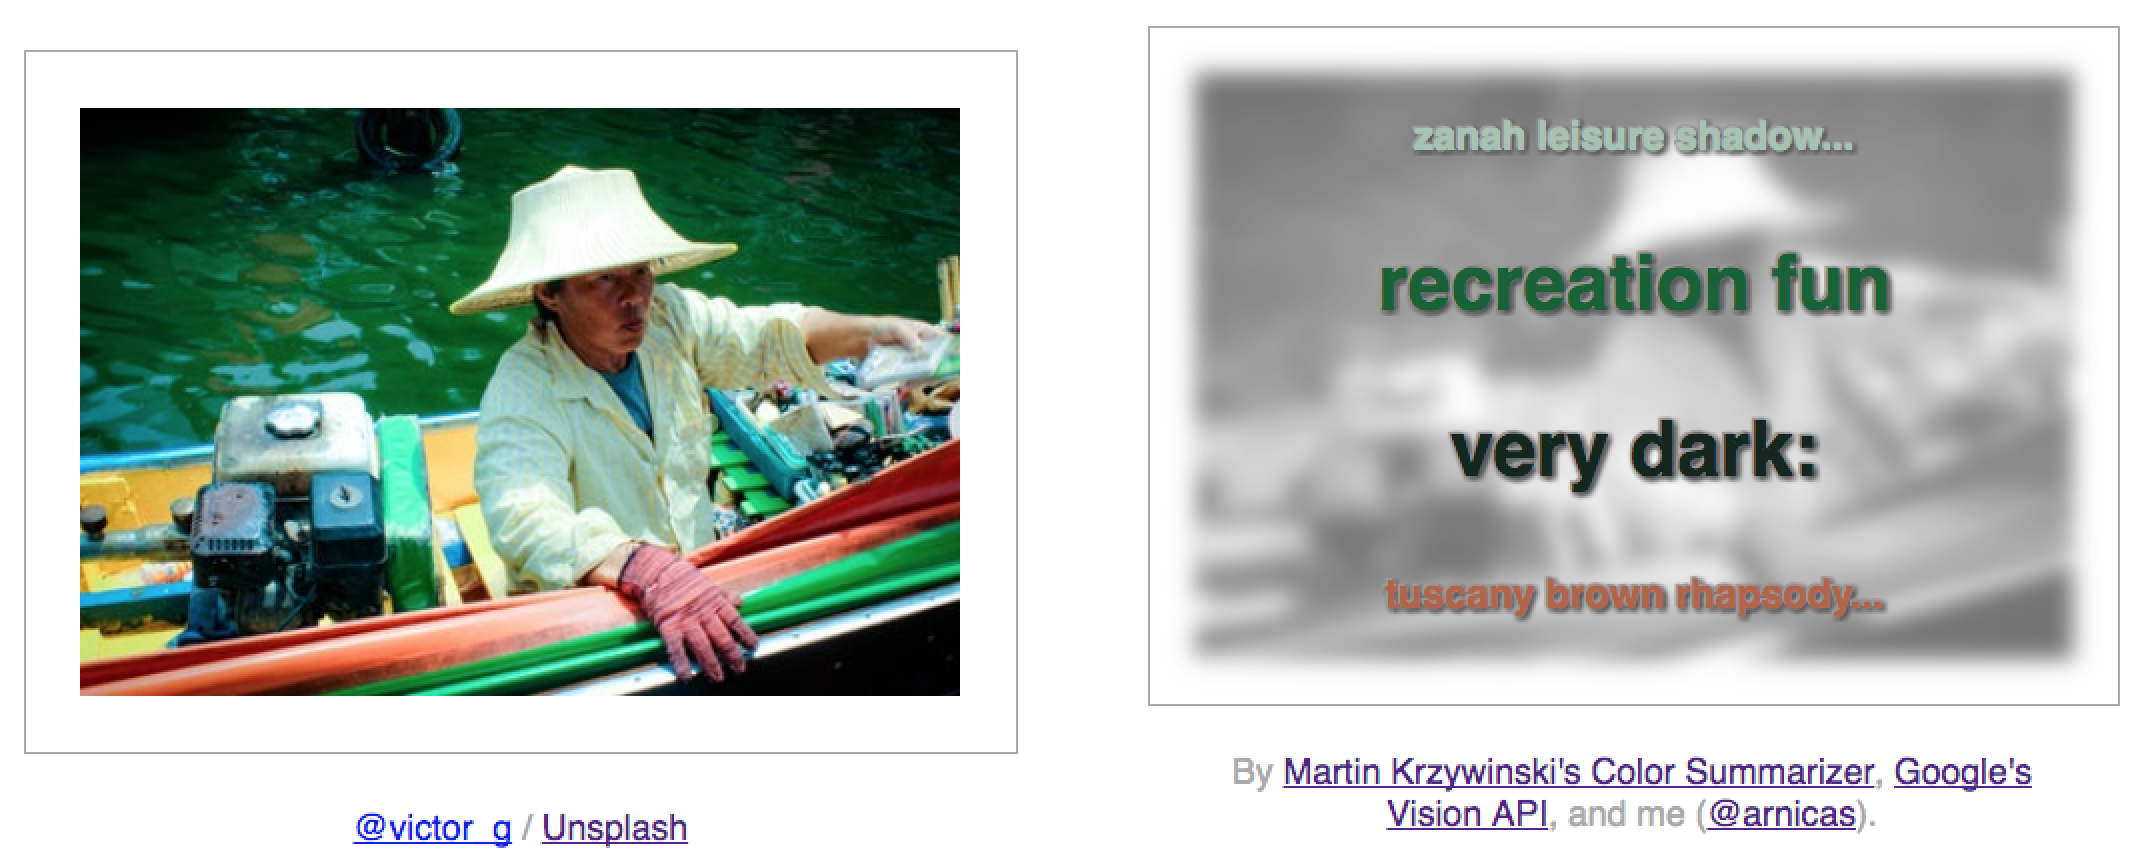 zanah leisure shadow...
recreation fun
very dark:
tuscany brown rhapsody...
@victor_g / Unsplash
By Martin Krzywinski's Color Summarizer, Google's
Vision API, and me (@arnicas).